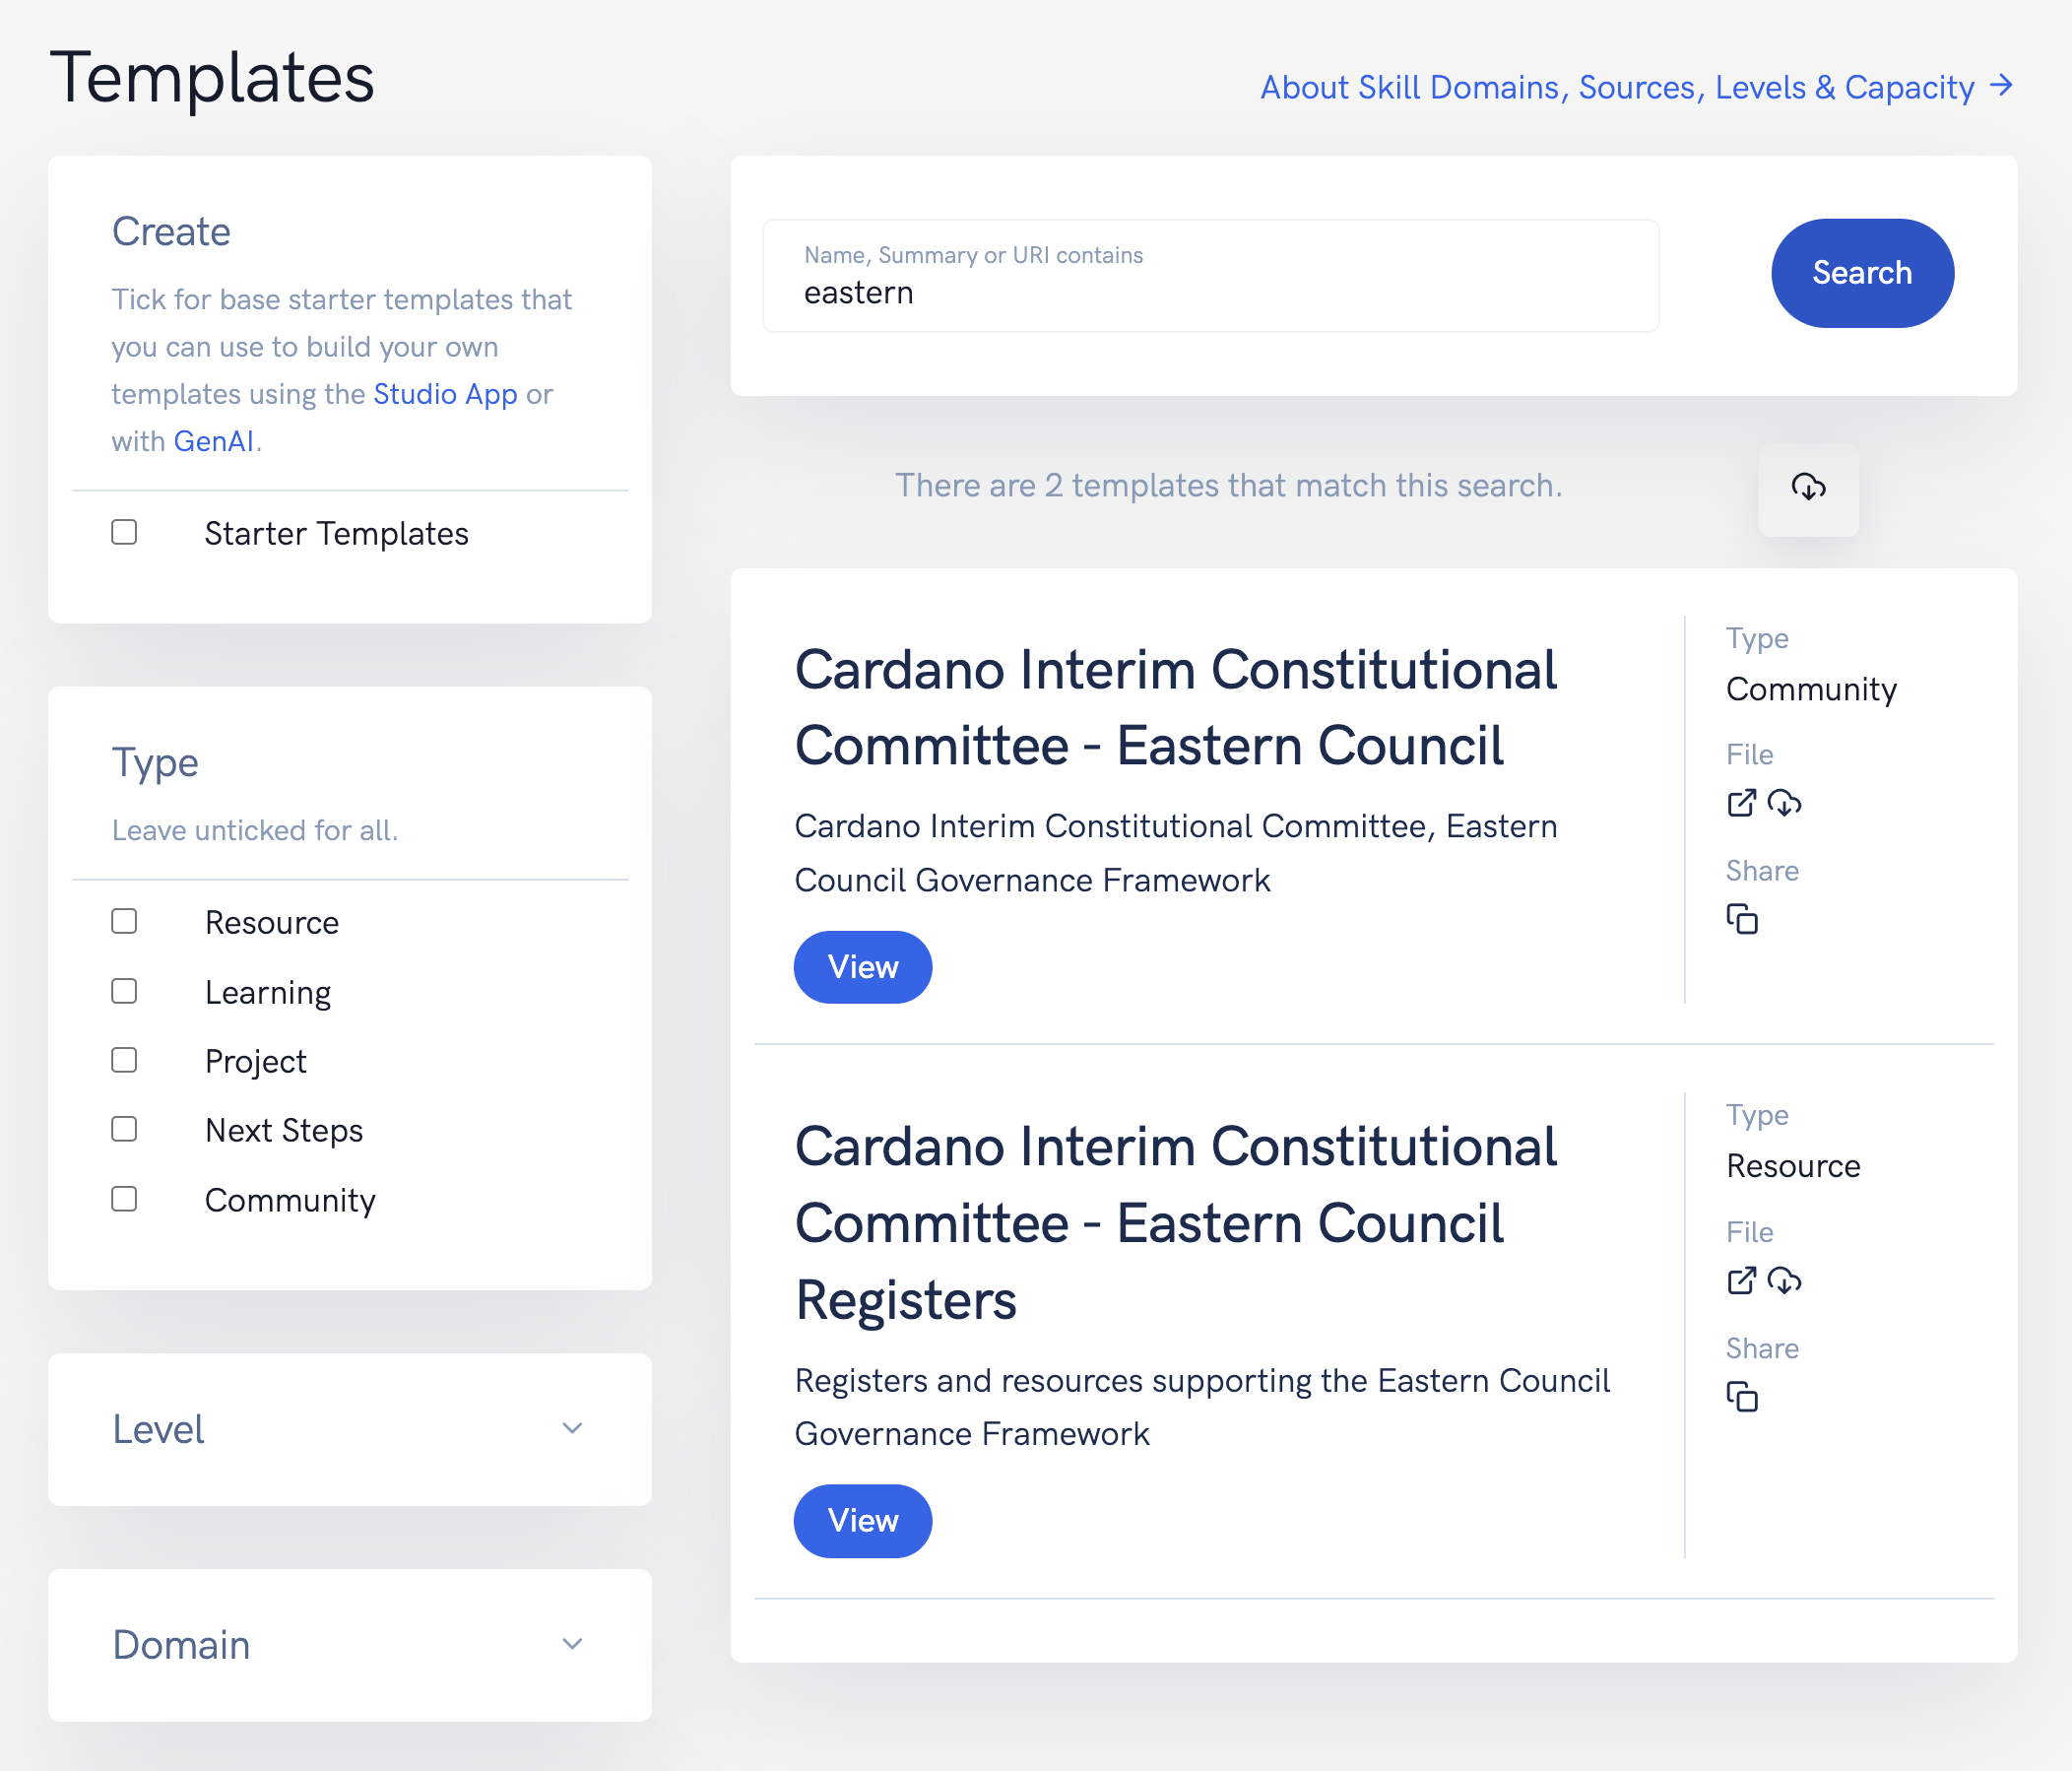 Templates
About Skill Domains, Sources, Levels & Capacity
Create
Tick for base starter templates that
you can use to build your own
templates using the Studio App or
with GenAI.
Starter Templates
Type
Leave unticked for all.
Resource
Learning
Project
Next Steps
Community
Level
Domain
Name, Summary or URI contains
eastern
Search
There are 2 templates that match this search.
Cardano Interim Constitutional
Committee - Eastern Council
Cardano Interim Constitutional Committee, Eastern
Council Governance Framework
View
Type
Community
File
Share
Cardano Interim Constitutional
Committee - Eastern Council
Registers
Registers and resources supporting the Eastern Council
Governance Framework
View
Type
Resource
File
Share